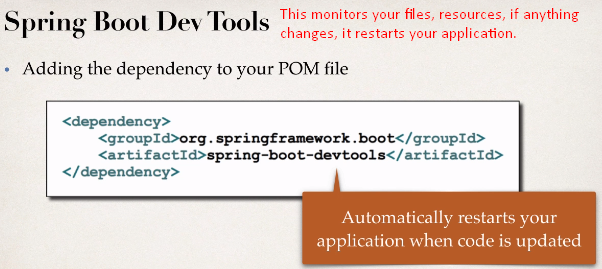 Spring Boot Dev Tools
This monitors your files, resources, if anything
changes, it restarts your application.
• Adding the dependency to your POM file
<dependency>
<groupId>org.springframework.boot</groupId>
<artifactId>spring-boot-devtools</artifactId>
</dependency>
Automatically restarts your
application when code is updated